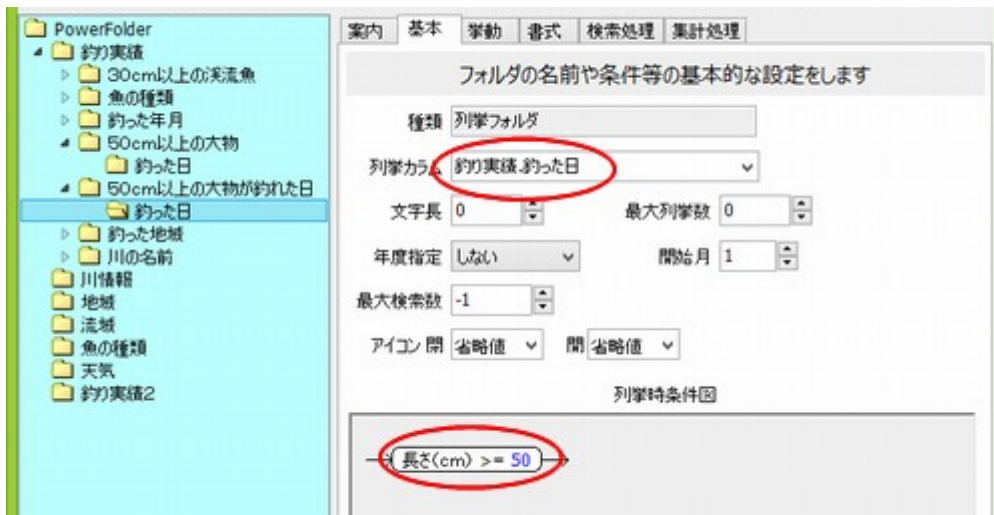 PowerFolder
釣り実績
30cm以上の渓流魚
魚の種類
釣った年月
50cm以上の大物
釣った日
50cm以上の大物が釣れた日
釣った日
釣った地域
川の名前
川情報
地域
流域
魚の種類
天気
釣り実績2
案内 基本 挙動 書式 検索処理 集計処理
フォルダの名前や条件等の基本的な設定をします
種類 列挙フォルダ
列挙カラム 釣り実績.釣った日
文字長 0 最大列挙数 0
年度指定 しない 開始月 1
最大検索数 -1
アイコン 閉 省略値 開 省略値
列挙時条件図
長さ(cm) >= 50